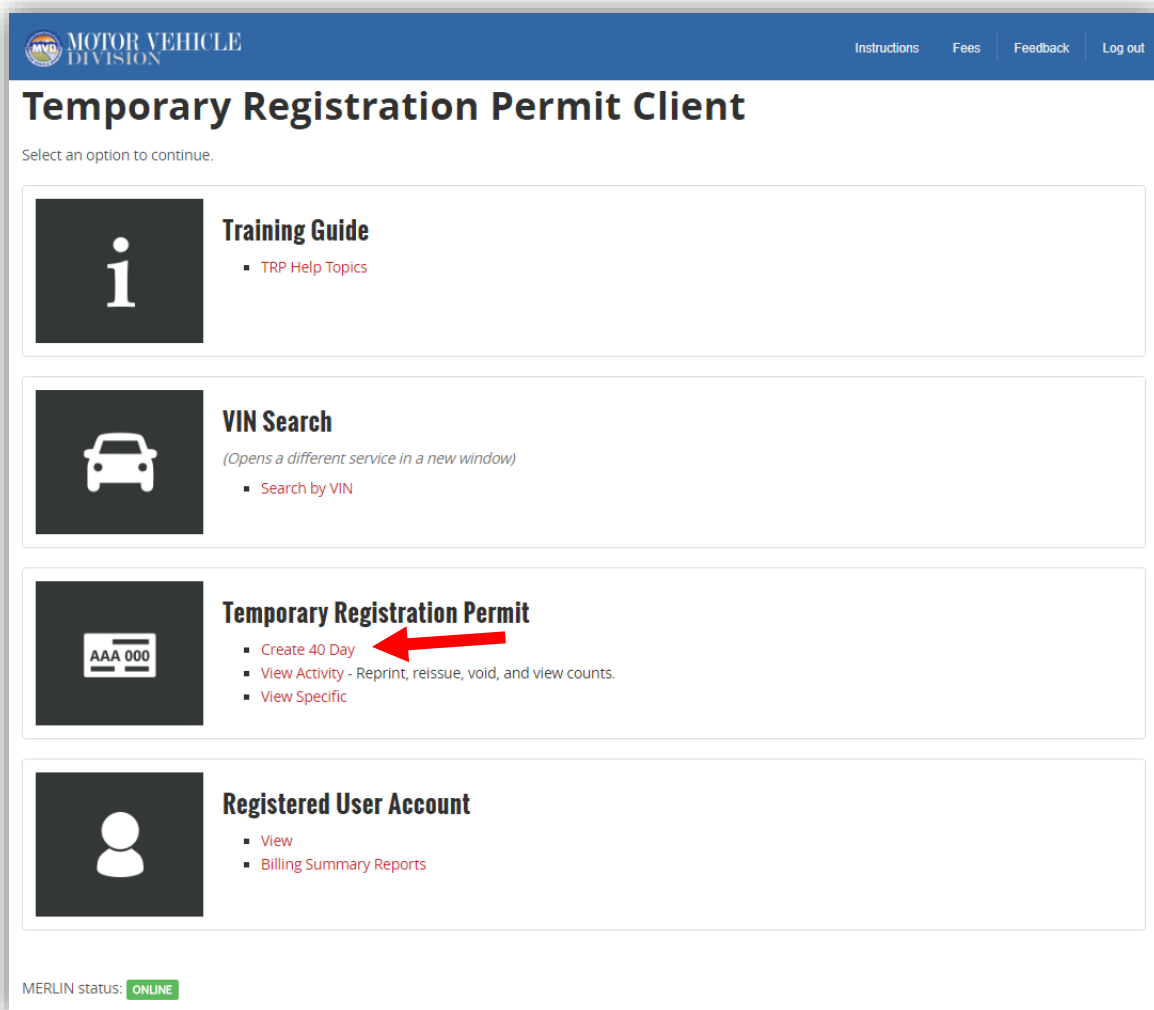 MVD
MOTOR VEHICLE
DIVISION
Instructions Fees Feedback Log out
Temporary Registration Permit Client
Select an option to continue.
i
Training Guide
TRP Help Topics
VIN Search
(Opens a different service in a new window)
Search by VIN
AAA 000
Temporary Registration Permit
Create 40 Day
View Activity - Reprint, reissue, void, and view counts.
View Specific
Registered User Account
View
Billing Summary Reports
MERLIN status: ONLINE